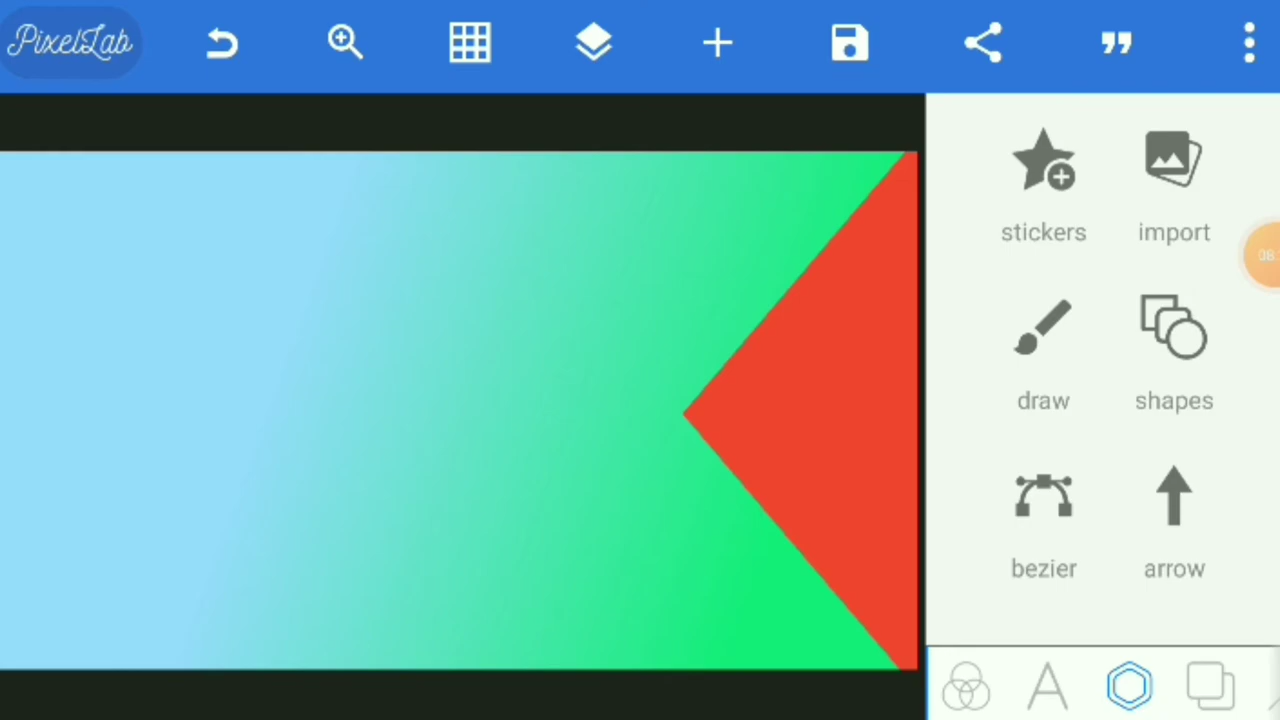 PixelLab
stickers import
draw shapes
bezier arrow